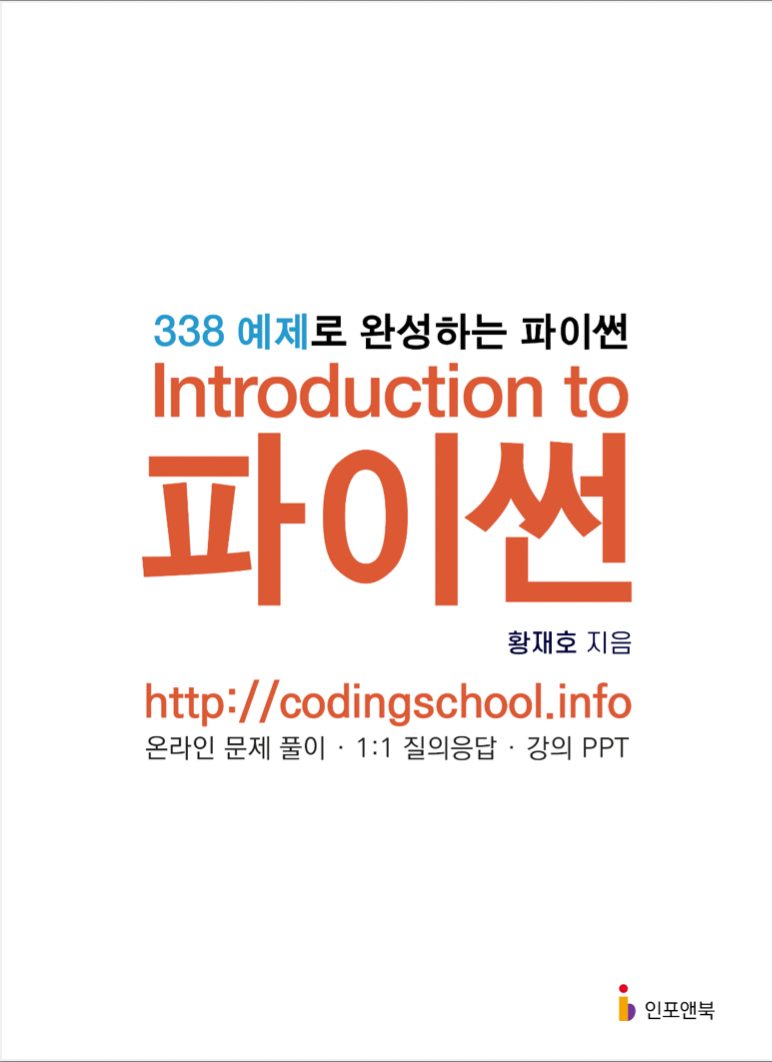 338 예제로 완성하는 파이썬
Introduction to
파이썬
황재호 지음
http://codingschool.info
온라인 문제 풀이 · 1:1 질의응답 · 강의 PPT
인포앤북